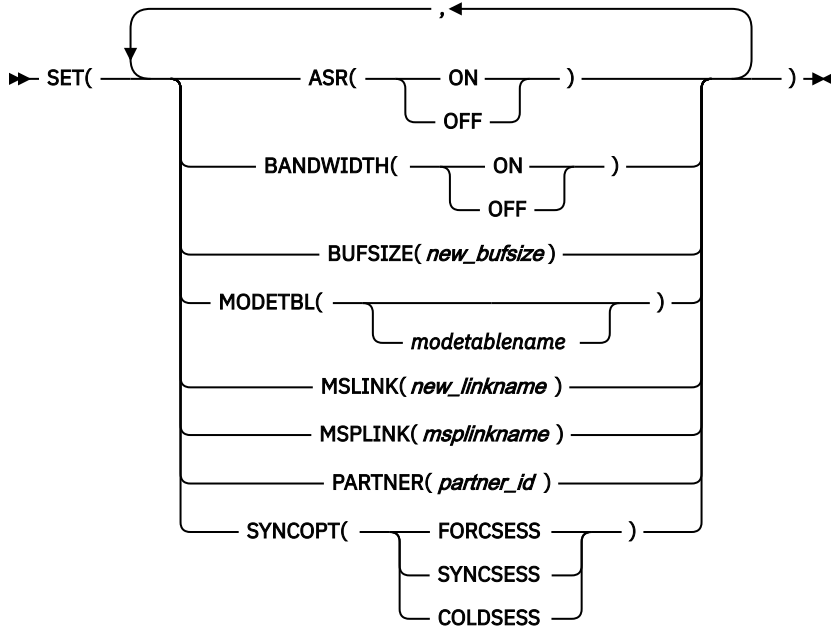 ,
SET( ASR( ON ) )
OFF
BANDWIDTH( ON )
OFF
BUFSIZE( new_bufsize )
MODETBL( )
modetablename
MSLINK( new_linkname )
MSPLINK( msplinkname )
PARTNER( partner_id )
SYNCOPT( FORCSESS )
SYNCSESS
COLDSESS